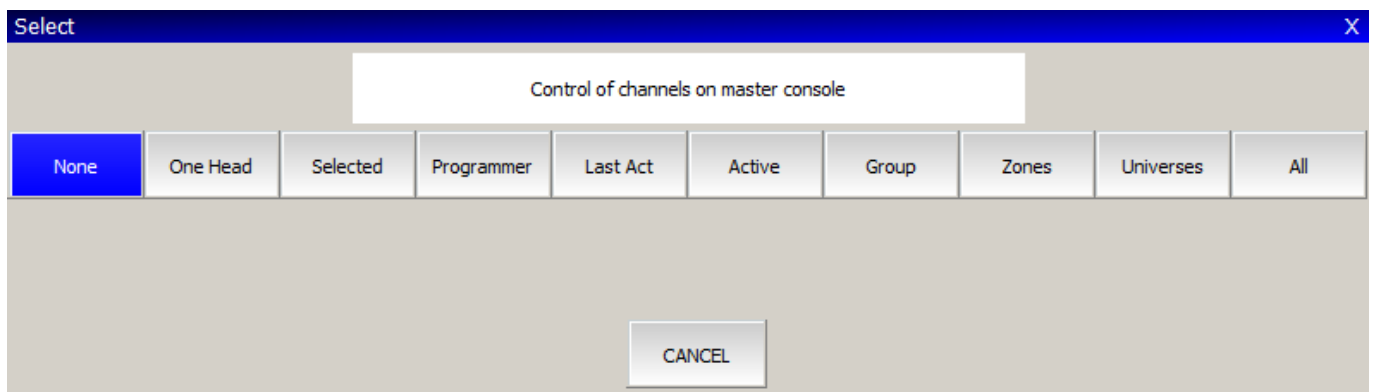 Select X
Control of channels on master console
None One Head Selected Programmer Last Act Active Group Zones Universes All
CANCEL